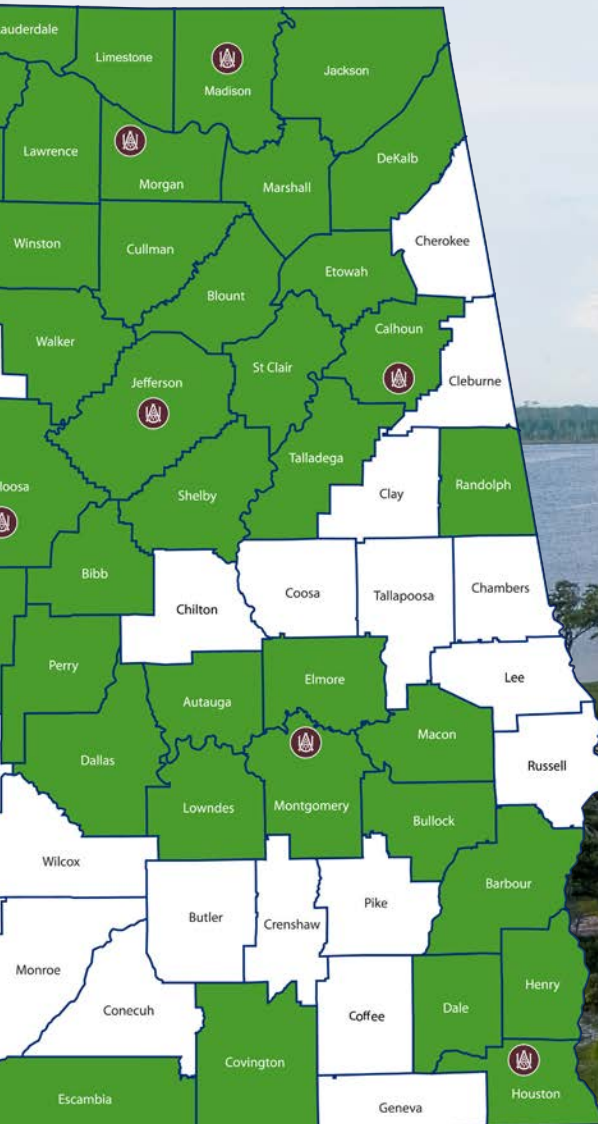 auderdale
Limestone
Madison
Jackson
Lawrence
Morgan
Marshall
DeKalb
Cherokee
Winston
Cullman
Blount
Etowah
Walker
Jefferson
St Clair
Calhoun
Cleburne
loosa
Shelby
Talladega
Clay
Randolph
Bibb
Chilton
Coosa
Tallapoosa
Chambers
Perry
Autauga
Elmore
Lee
Dallas
Lowndes
Montgomery
Macon
Russell
Bullock
Wilcox
Butler
Crenshaw
Pike
Barbour
Monroe
Conecuh
Coffee
Dale
Henry
Covington
Escambia
Geneva
Houston